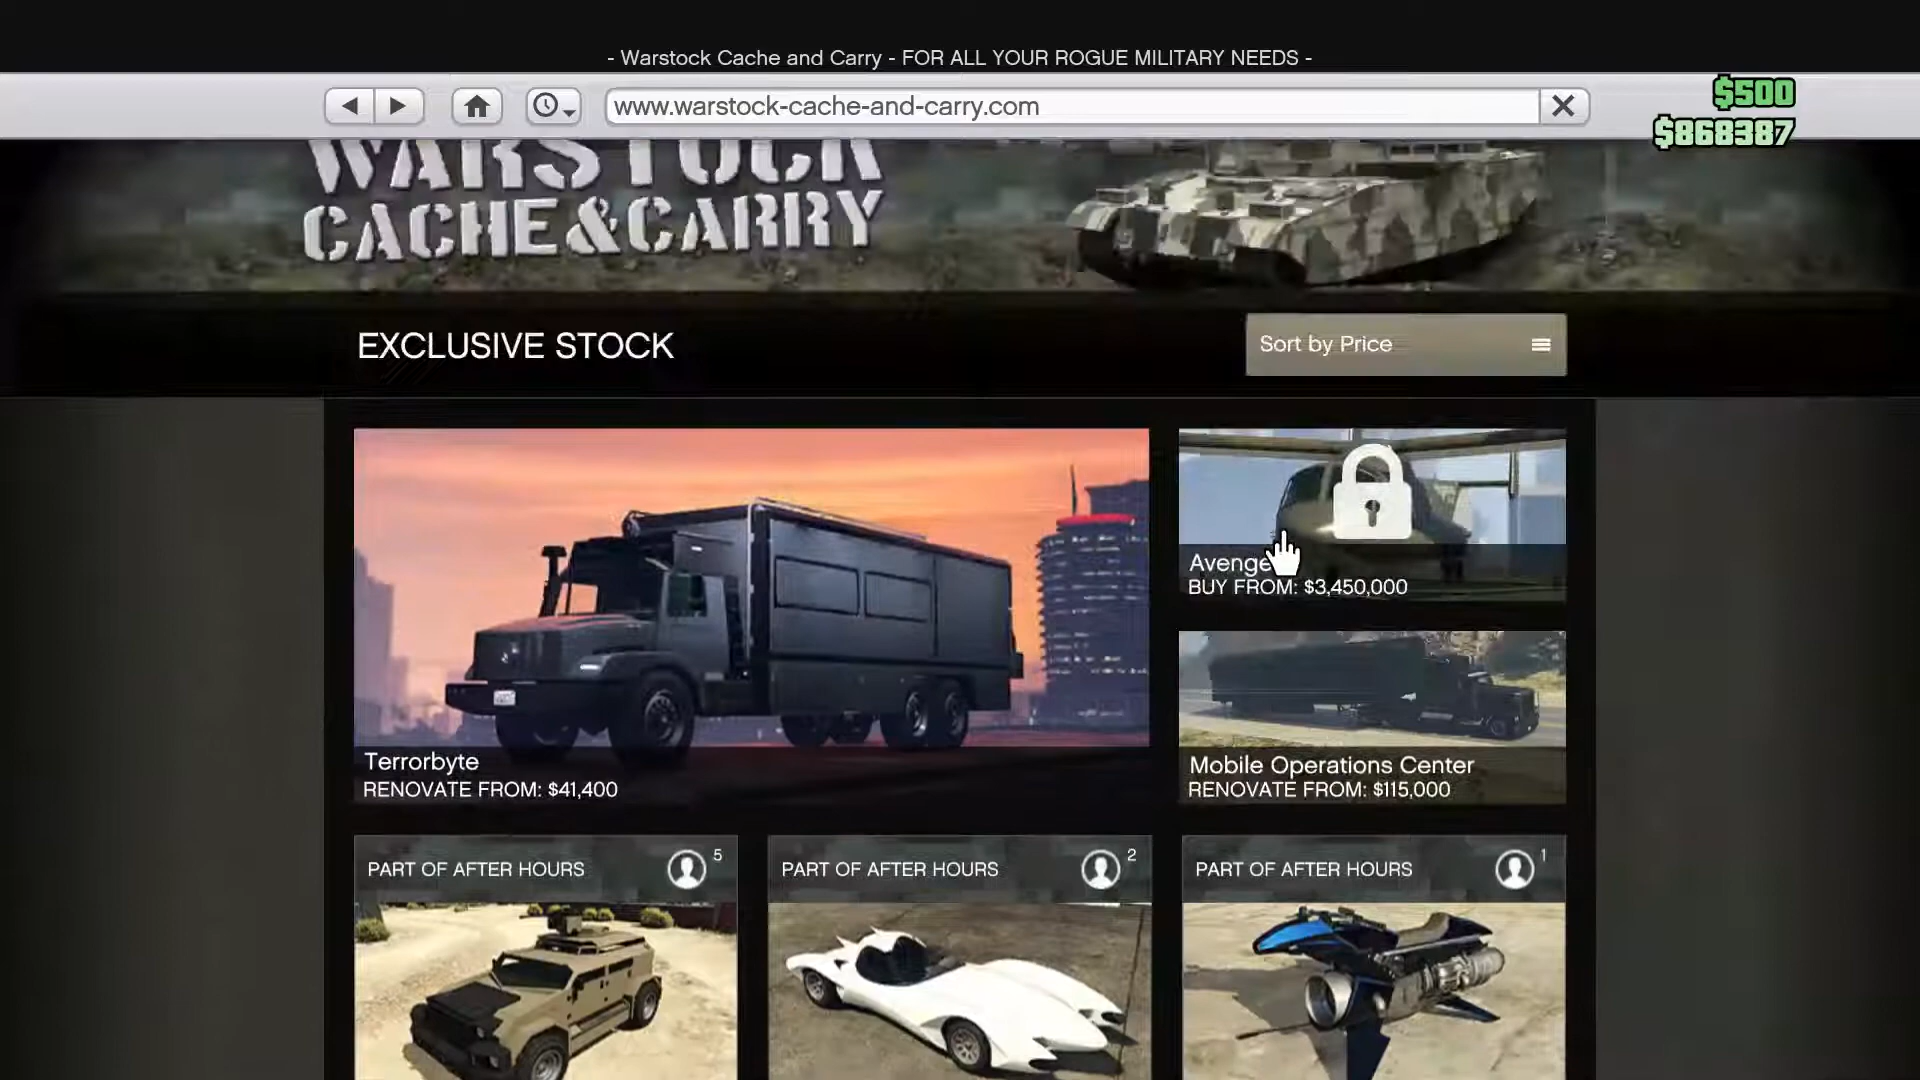 - Warstock Cache and Carry - FOR ALL YOUR ROGUE MILITARY NEEDS -
www.warstock-cache-and-carry.com
$500
$868387
WARSTOCK
CACHE&CARRY
EXCLUSIVE STOCK
Sort by Price
Terrorbyte
RENOVATE FROM: $41,400
Avenge
BUY FROM: $3,450,000
Mobile Operations Center
RENOVATE FROM: $115,000
PART OF AFTER HOURS 5
PART OF AFTER HOURS 2
PART OF AFTER HOURS 1